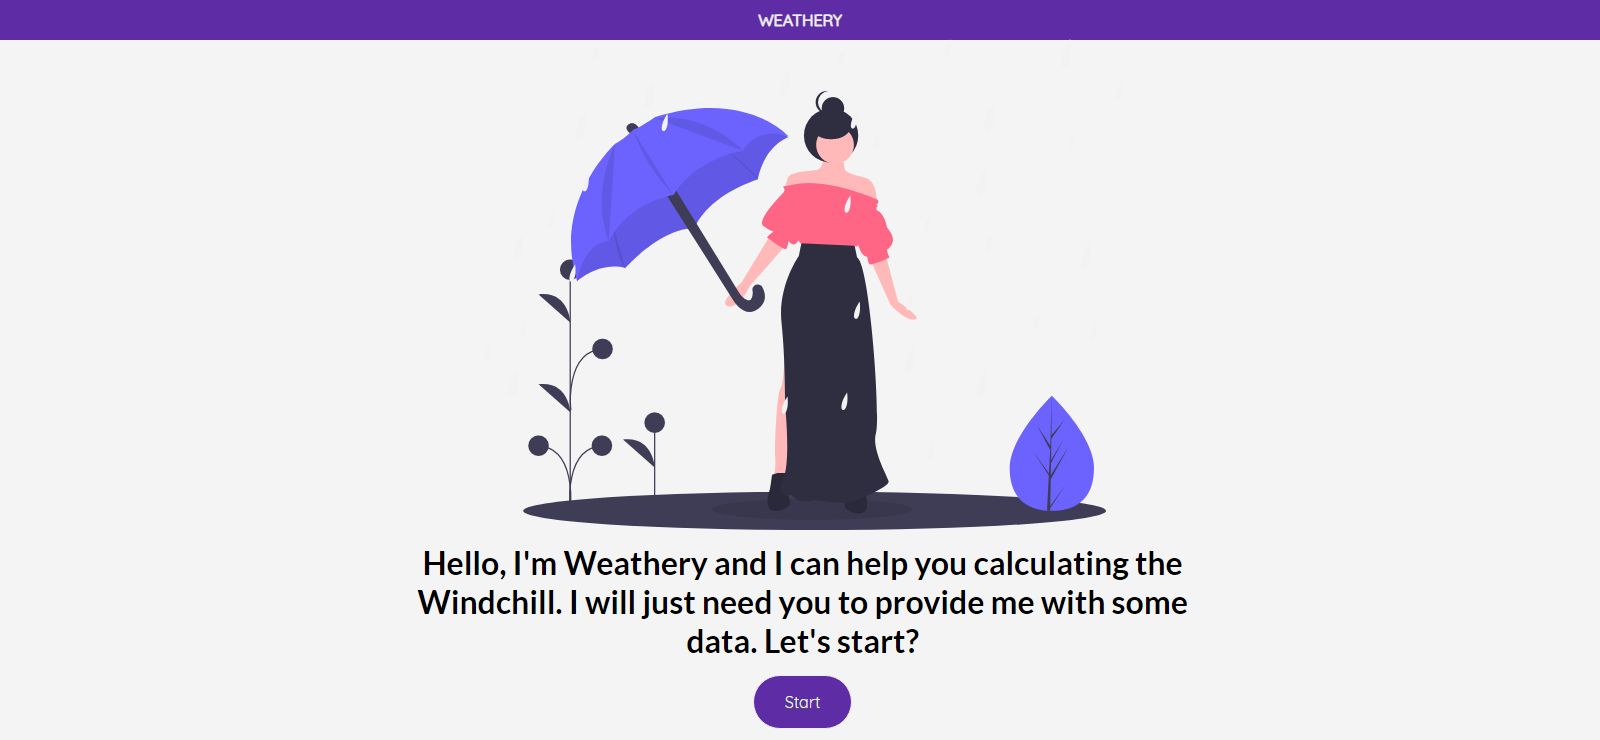 WEATHERY
Hello, I'm Weathery and I can help you calculating the
Windchill. I will just need you to provide me with some
data. Let's start?
Start